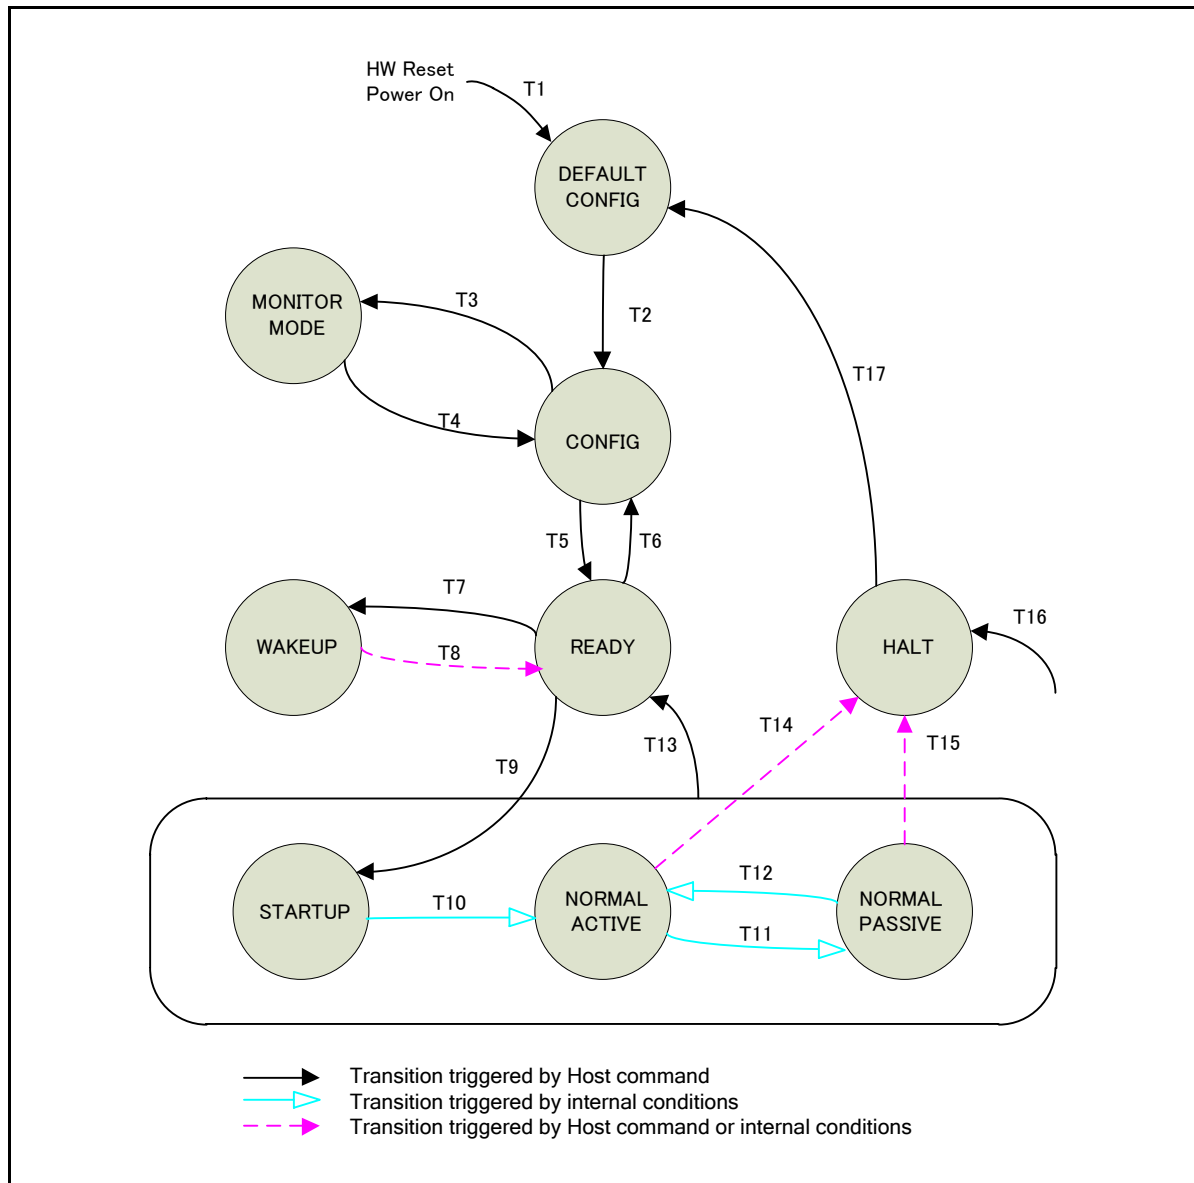 HW Reset
Power On
T1
DEFAULT
CONFIG
MONITOR
MODE
T3
T2
T17
T4
CONFIG
T5
T6
T7
T16
WAKEUP
T8
READY
HALT
T14
T13
T15
T9
T12
STARTUP
T10
NORMAL
ACTIVE
T11
NORMAL
PASSIVE
Transition triggered by Host command
Transition triggered by internal conditions
Transition triggered by Host command or internal conditions